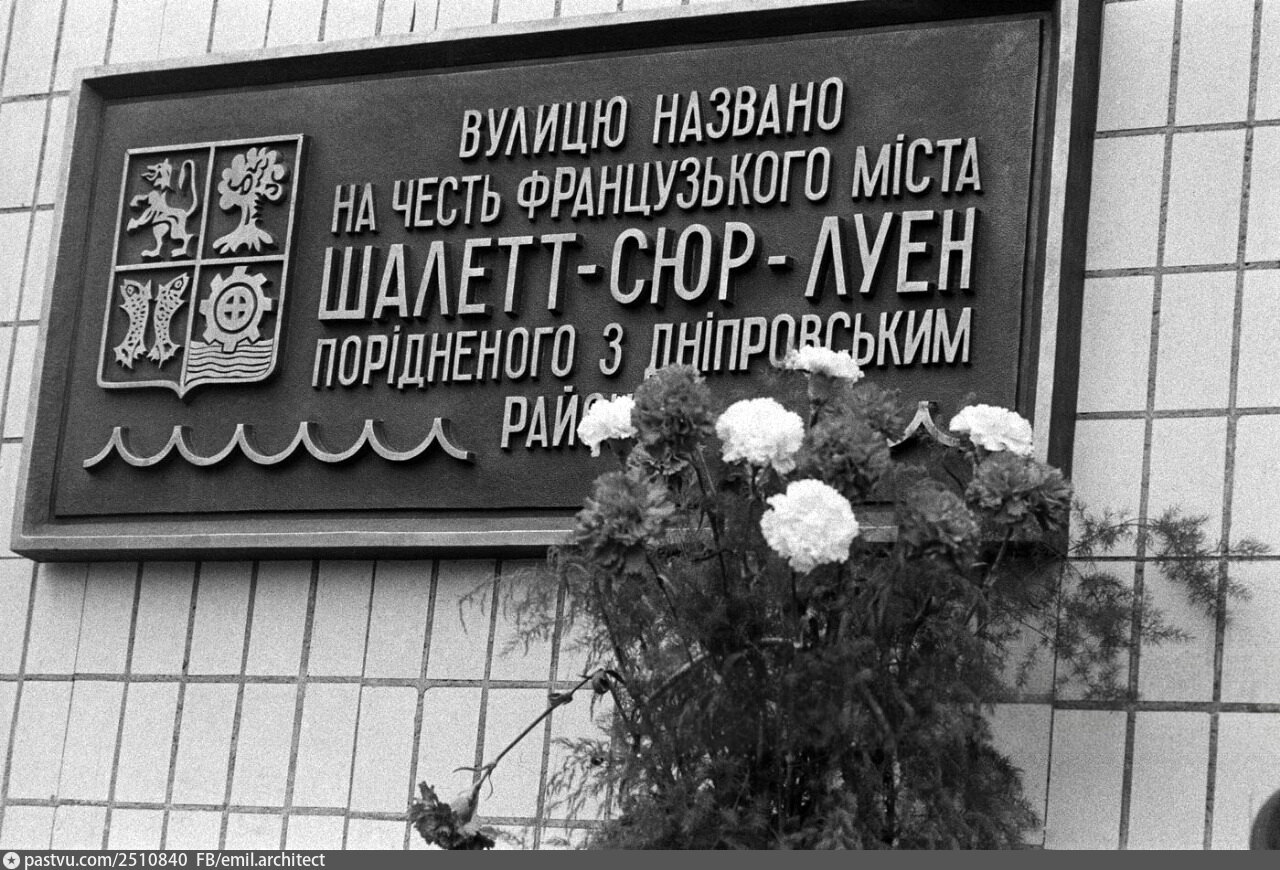 ВУЛИЦЮ НАЗВАНО
НА ЧЕСТЬ ФРАНЦУЗЬКОГО МІСТА
ШАЛЕТТ-СЮР-ЛУЕН
ПОРІДНЕНОГО З ДНІПРОВСЬКИМ
pastvu.com/2510840 FB/emil.architect